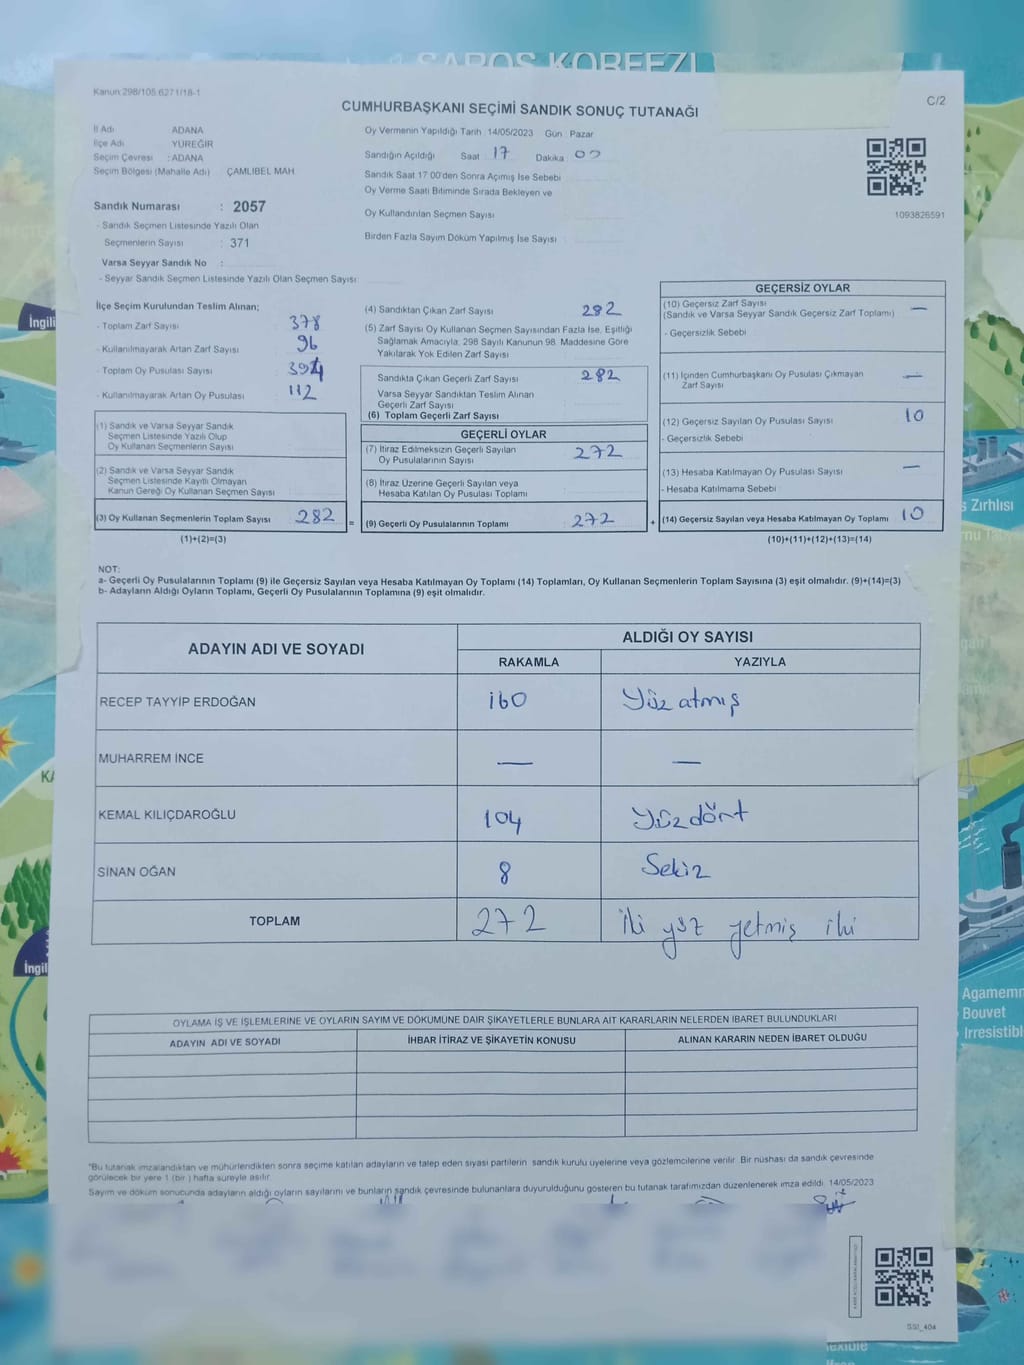 SAROS KÖRFEZİ
Kanun 298/105.6271/18-1
C/2
CUMHURBAŞKANI SEÇİMİ SANDIK SONUÇ TUTANAĞI
İl Adı ADANA
İlçe Adı YÜREĞİR
Seçim Çevresi : ADANA
Seçim Bölgesi (Mahalle Adı) ÇAMLIBEL MAH
Sandık Numarası : 2057
- Sandık Seçmen Listesinde Yazılı Olan
Seçmenlerin Sayısı : 371
Varsa Seyyar Sandık No :
- Seyyar Sandık Seçmen Listesinde Yazılı Olan Seçmen Sayısı
Oy Vermenin Yapıldığı Tarih 14/05/2023 Gün Pazar
Sandığın Açıldığı Saat 17 Dakika 00
Sandık Saat 17 00'den Sonra Açımış İse Sebebi
Oy Verme Saati Bitiminde Sırada Bekleyen ve
Oy Kullandırılan Seçmen Sayısı
Birden Fazla Sayım Döküm Yapılmış İse Sayısı
1093826591
İlçe Seçim Kurulundan Teslim Alınan;
- Toplam Zarf Sayısı 378
- Kullanılmayarak Artan Zarf Sayısı 96
- Toplam Oy Pusulası Sayısı 394
- Kullanılmayarak Artan Oy Pusulası 112
(1) Sandık ve Varsa Seyyar Sandık
Seçmen Listesinde Yazılı Olup
Oy Kullanan Seçmenlerin Sayısı
(2) Sandık ve Varsa Seyyar Sandık
Seçmen Listesinde Kayıtlı Olmayan
Kanun Gereği Oy Kullanan Seçmen Sayısı
(3) Oy Kullanan Seçmenlerin Toplam Sayısı 282 =
(1)+(2)=(3)
(4) Sandıktan Çıkan Zarf Sayısı 282
(5) Zarf Sayısı Oy Kullanan Seçmen Sayısından Fazla İse, Eşitliği
Sağlamak Amacıyla, 298 Sayılı Kanunun 98. Maddesine Göre
Yakılarak Yok Edilen Zarf Sayısı
Sandıkta Çıkan Geçerli Zarf Sayısı 282
Varsa Seyyar Sandıktan Teslim Alınan
Geçerli Zarf Sayısı
(6) Toplam Geçerli Zarf Sayısı
GEÇERLİ OYLAR
(7) İtiraz Edilmeksizin Geçerli Sayılan
Oy Pusulalarının Sayısı 272
(8) İtiraz Üzerine Geçerli Sayılan veya
Hesaba Katılan Oy Pusulası Toplamı
(9) Geçerli Oy Pusulalarının Toplamı 272 +
GEÇERSİZ OYLAR
(10) Geçersiz Zarf Sayısı —
(Sandık ve Varsa Seyyar Sandık Geçersiz Zarf Toplamı)
- Geçersizlik Sebebi
(11) İçinden Cumhurbaşkanı Oy Pusulası Çıkmayan —
Zarf Sayısı
(12) Geçersiz Sayılan Oy Pusulası Sayısı 10
- Geçersizlik Sebebi
(13) Hesaba Katılmayan Oy Pusulası Sayısı —
- Hesaba Katılmama Sebebi
(14) Geçersiz Sayılan veya Hesaba Katılmayan Oy Toplamı 10
(10)+(11)+(12)+(13)=(14)
NOT:
a- Geçerli Oy Pusulalarının Toplamı (9) ile Geçersiz Sayılan veya Hesaba Katılmayan Oy Toplamı (14) Toplamları, Oy Kullanan Seçmenlerin Toplam Sayısına (3) eşit olmalıdır. (9)+(14)=(3)
b- Adayların Aldığı Oyların Toplamı, Geçerli Oy Pusulalarının Toplamına (9) eşit olmalıdır.
ADAYIN ADI VE SOYADI
ALDIĞI OY SAYISI
RAKAMLA YAZIYLA
RECEP TAYYİP ERDOĞAN 160 Yüz atmış
MUHARREM İNCE — —
KEMAL KILIÇDAROĞLU 104 Yüzdört
SİNAN OĞAN 8 Sekiz
TOPLAM 272 İki yüz yetmiş iki
OYLAMA İŞ VE İŞLEMLERİNE VE OYLARIN SAYIM VE DÖKÜMÜNE DAİR ŞİKAYETLERLE BUNLARA AİT KARARLARIN NELERDEN İBARET BULUNDUKLARI
ADAYIN ADI VE SOYADI İHBAR İTİRAZ VE ŞİKAYETİN KONUSU ALINAN KARARIN NEDEN İBARET OLDUĞU
*Bu tutanak imzalandıktan ve mühürlendikten sonra seçime katılan adayların ve talep eden siyasi partilerin sandık kurulu üyelerine veya gözlemcilerine verilir. Bir nüshası da sandık çevresinde
görülecek bir yere 1 (bir ) hafta süreyle asılır.
Sayım ve döküm sonucunda adayların aldığı oyların sayılarını ve bunların sandık çevresinde bulunanlara duyurulduğunu gösteren bu tutanak tarafımızdan düzenlenerek imza edildi. 14/05/2023
İngili
Zırhlısı
İngil
Agamemn
Bouvet
Irresistibl